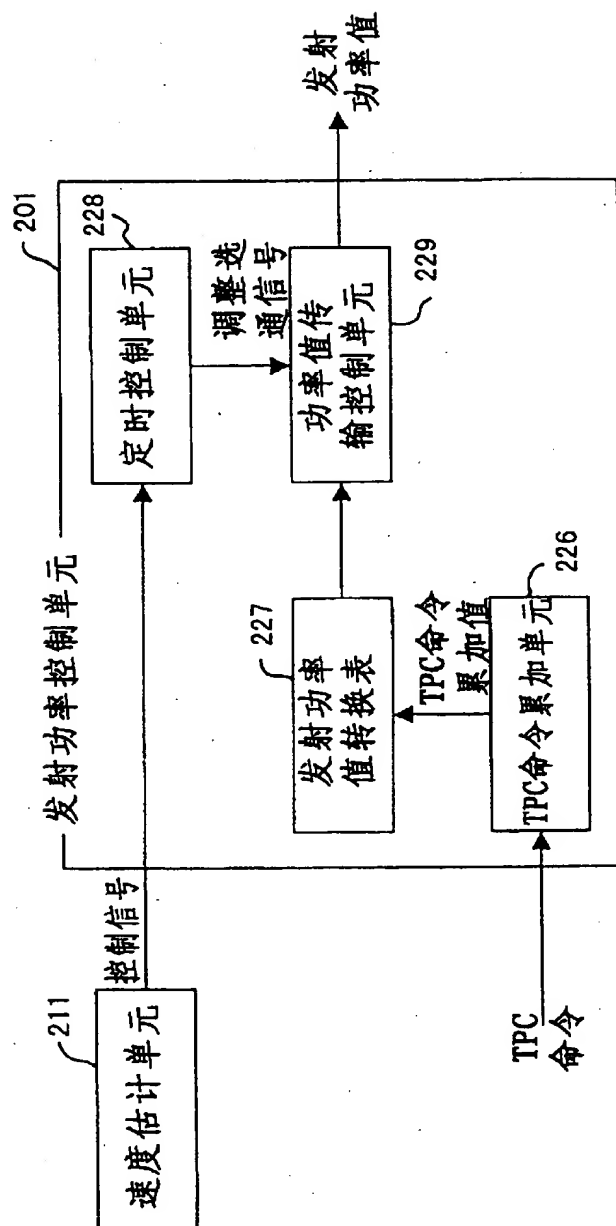 发射功率控制单元
201
211
速度估计单元
控制信号
定时控制单元
228
调整选
通信号
227
发射功率
值转换表
功率值传
输控制单元
229
发射
功率值
TPC命令
累加值
226
TPC命令累加单元
TPC
命令